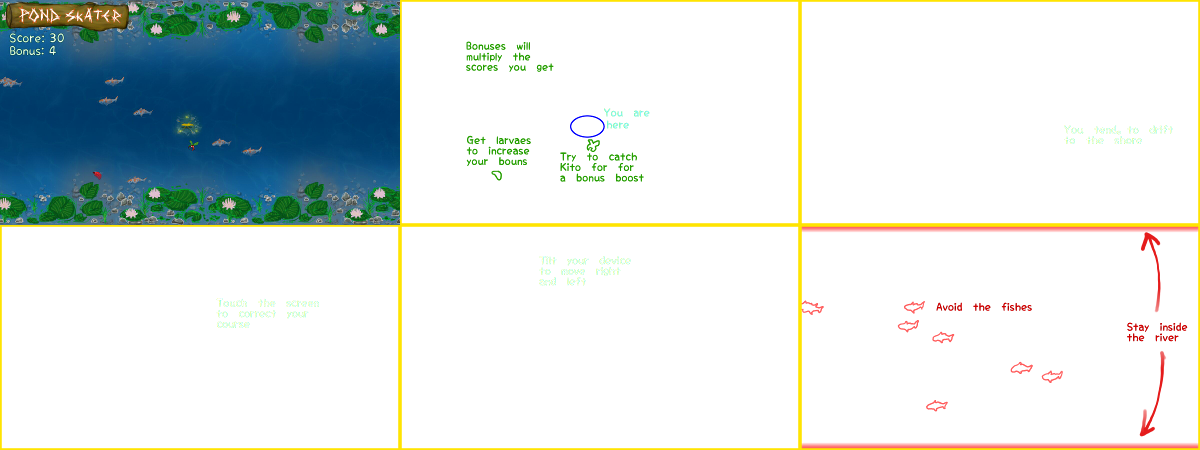 POND SKATER
Score: 30
Bonus: 4
Bonuses will
multiply the
scores you get
You are
here
Get larvaes
to increase
your bouns
Try to catch
Kito for for
a bonus boost
You tend to drift
to the shore
Touch the screen
to correct your
course
Tilt your device
to move right
and left
Avoid the fishes
Stay inside
the river